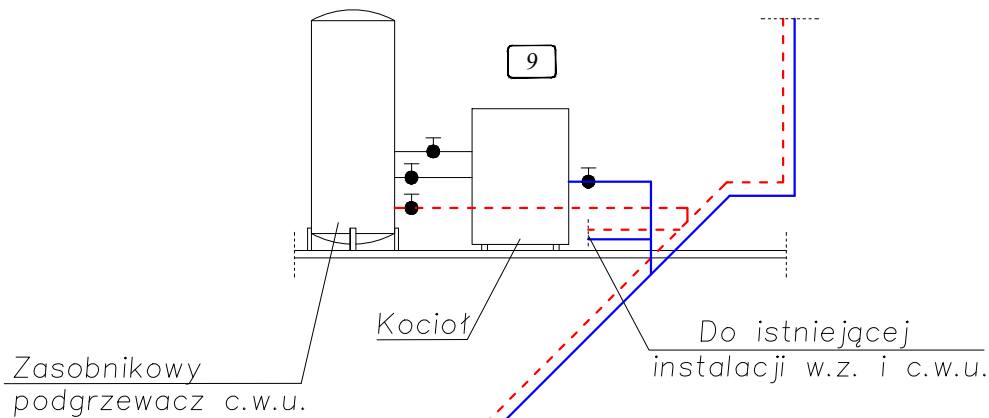 9
Kocioł
Do istniejącej
instalacji w.z. i c.w.u.
Zasobnikowy
podgrzewacz c.w.u.